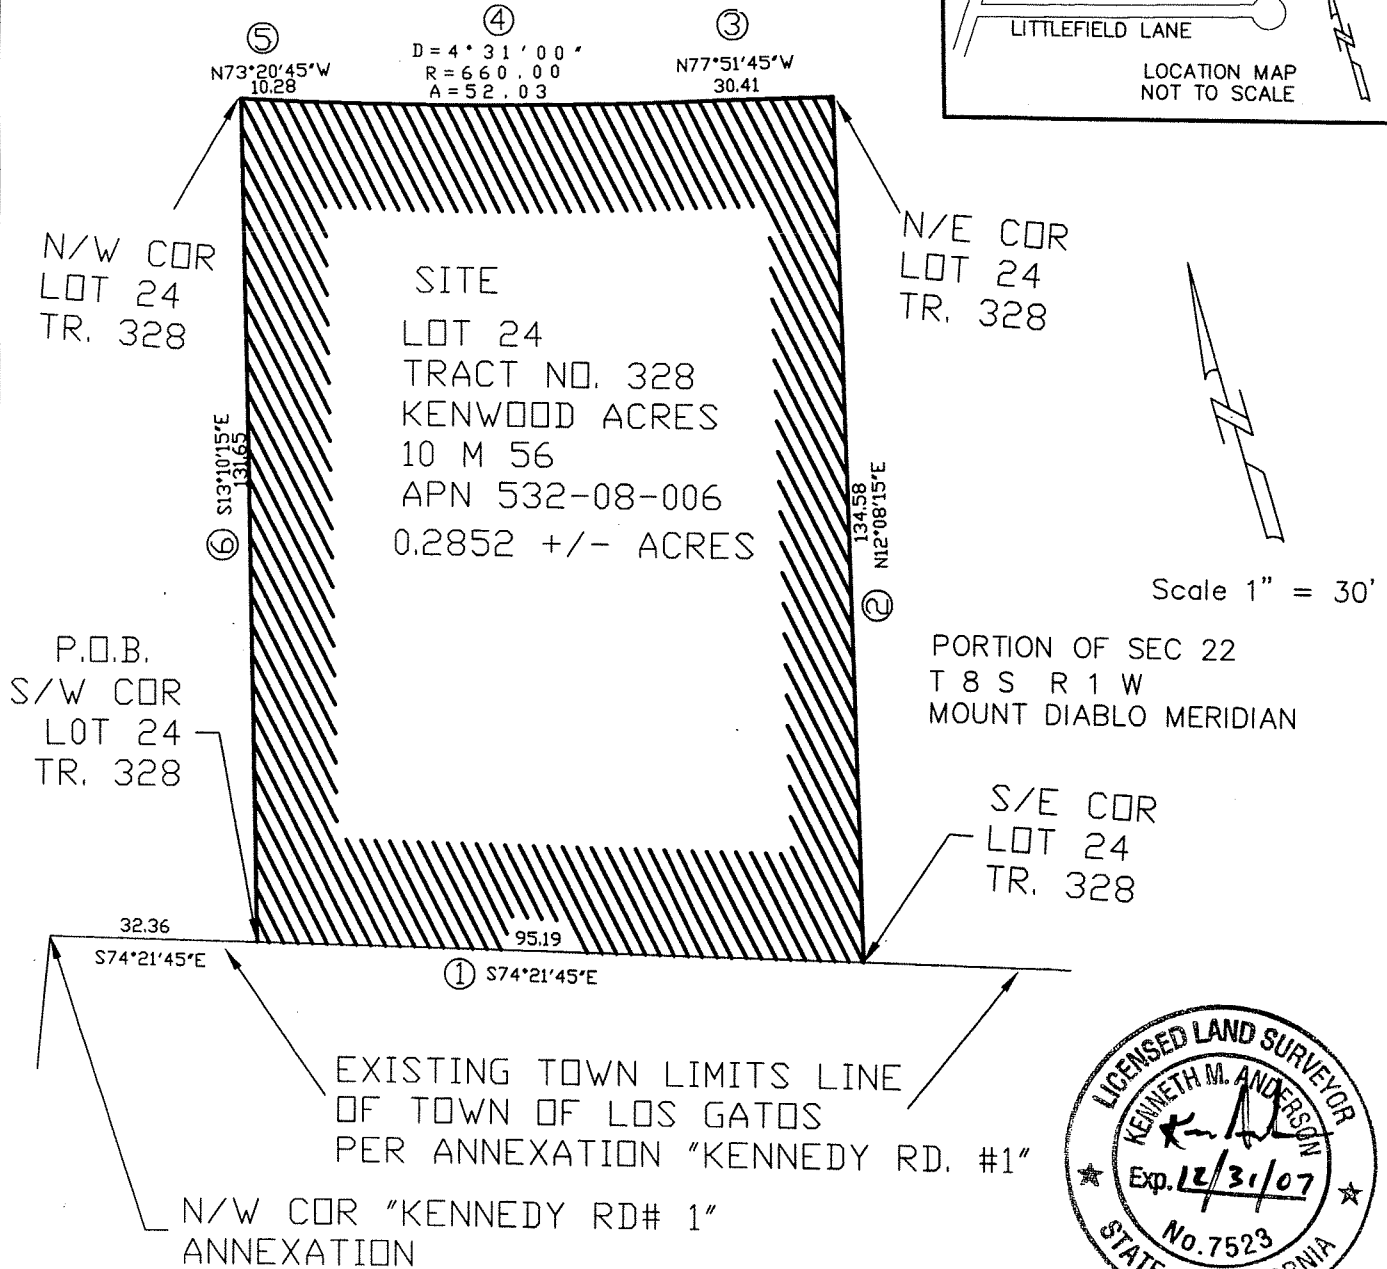 ⑤
N73°20'45"W
10.28
④
D=4°31'00"
R=660.00
A=52.03
③
N77°51'45"W
30.41
LITTLEFIELD LANE
LOCATION MAP
NOT TO SCALE
N/W COR
LOT 24
TR. 328
N/E COR
LOT 24
TR. 328
SITE
LOT 24
TRACT NO. 328
KENWOOD ACRES
10 M 56
APN 532-08-006
0.2852 +/- ACRES
⑥ S13°10'15"E
131.65
134.58
② N12°08'15"E
N
Scale 1" = 30'
PORTION OF SEC 22
T 8 S R 1 W
MOUNT DIABLO MERIDIAN
P.O.B.
S/W COR
LOT 24
TR. 328
S/E COR
LOT 24
TR. 328
32.36
S74°21'45"E
95.19
① S74°21'45"E
EXISTING TOWN LIMITS LINE
OF TOWN OF LOS GATOS
PER ANNEXATION "KENNEDY RD. #1"
N/W COR "KENNEDY RD# 1"
ANNEXATION
LICENSED LAND SURVEYOR
KENNETH M. ANDERSON
Exp. 12/31/07
No. 7523
STATE